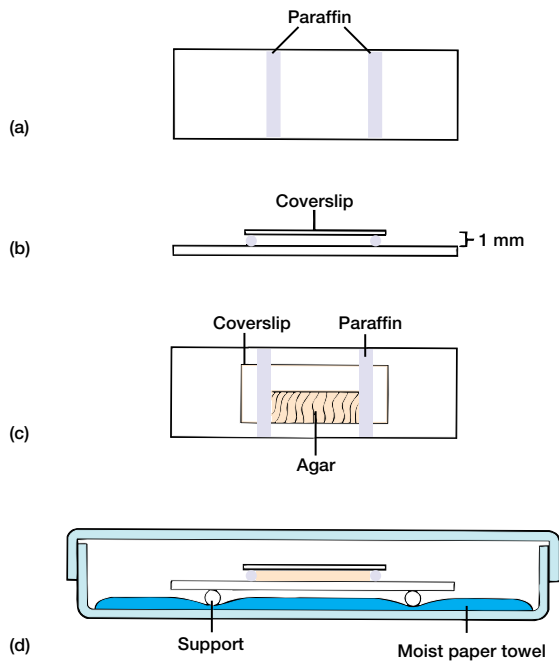 Paraffin
(a)
Coverslip
1 mm
(b)
Coverslip
Paraffin
(c)
Agar
(d)
Support
Moist paper towel